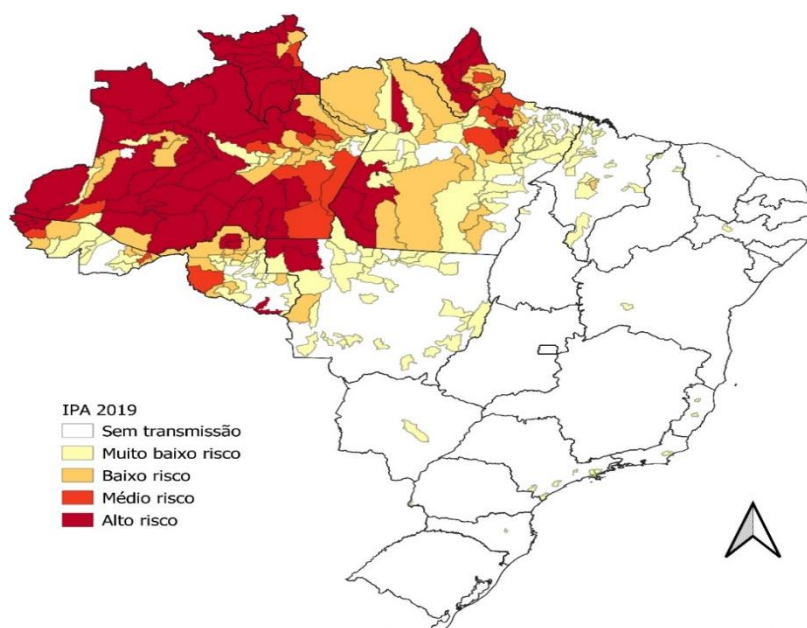 IPA 2019
Sem transmissão
Muito baixo risco
Baixo risco
Médio risco
Alto risco